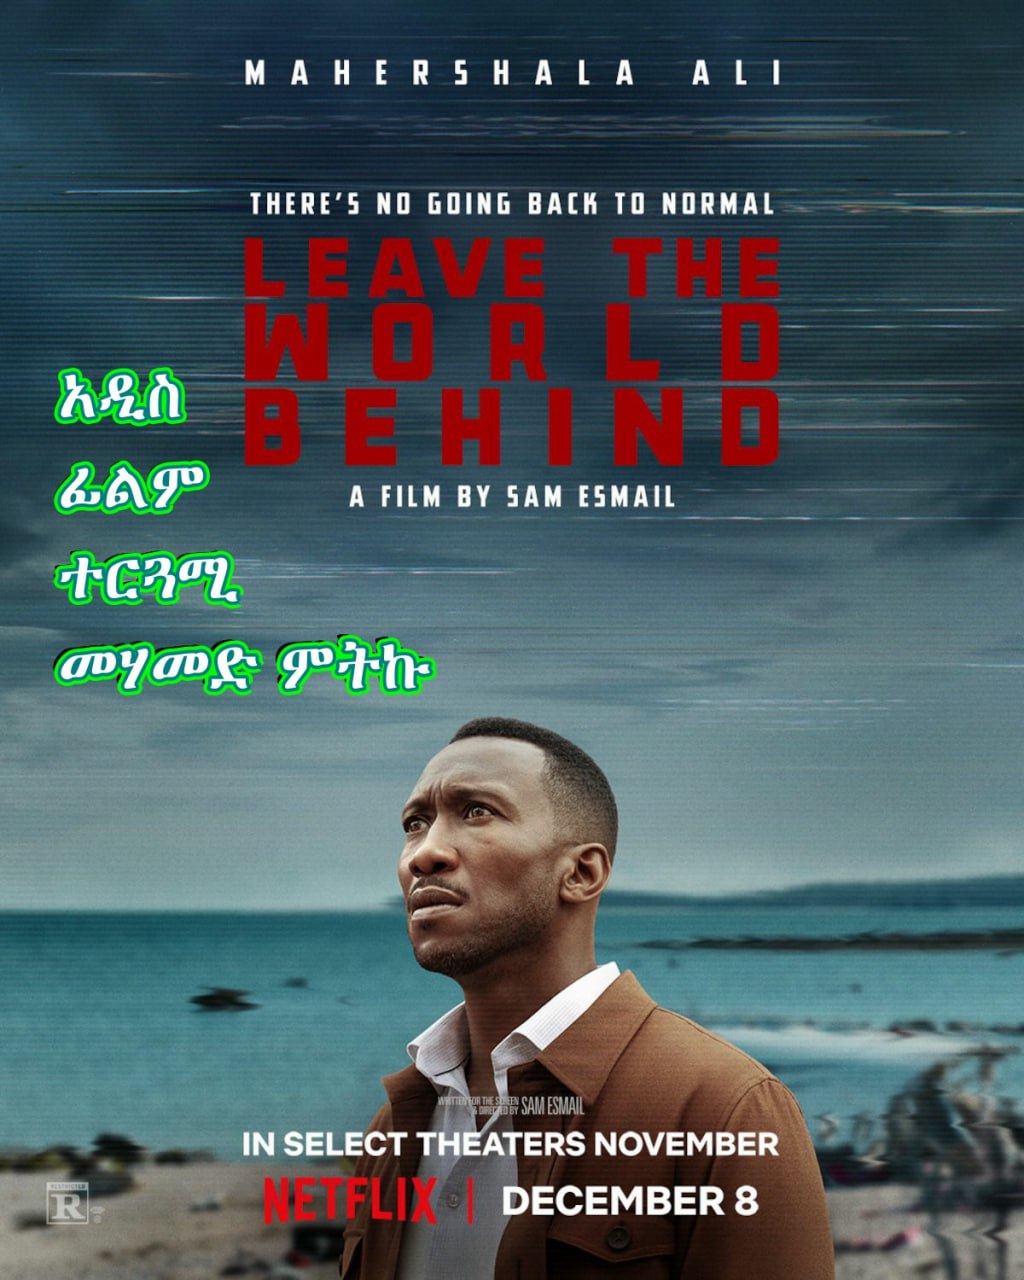 MAHERSHALA ALI
THERE'S NO GOING BACK TO NORMAL
LEAVE THE
WORLD
BEHIND
A FILM BY SAM ESMAIL
አዲስ
ፊልም
ተርጓሚ
መሃመድ ምትኩ
WRITTEN FOR THE SCREEN
& DIRECTED BY SAM ESMAIL
IN SELECT THEATERS NOVEMBER
NETFLIX | DECEMBER 8
RESTRICTED
R